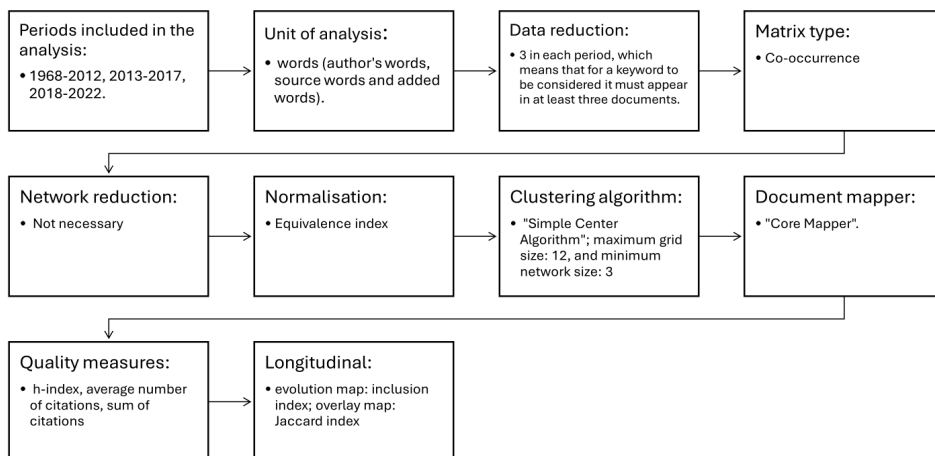 Periods included in the
analysis:
• 1968-2012, 2013-2017,
2018-2022.
Unit of analysis:
• words (author's words,
source words and added
words).
Data reduction:
• 3 in each period, which
means that for a keyword to
be considered it must appear
in at least three documents.
Matrix type:
• Co-occurrence
Network reduction:
• Not necessary
Normalisation:
• Equivalence index
Clustering algorithm:
• "Simple Center
Algorithm"; maximum grid
size: 12, and minimum
network size: 3
Document mapper:
• "Core Mapper".
Quality measures:
• h-index, average number
of citations, sum of
citations
Longitudinal:
• evolution map: inclusion
index; overlay map:
Jaccard index